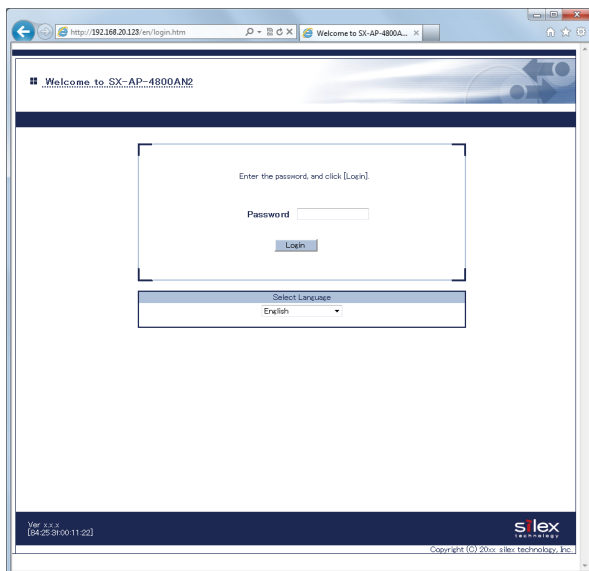 http://192.168.20.123/en/login.htm
Welcome to SX-AP-4800A...
Welcome to SX-AP-4800AN2
Enter the password, and click [Login].
Password
Login
Select Language
English
Ver x.x.x
[84:25:3f:00:11:22]
silex
technology
Copyright (C) 20xx silex technology, Inc.